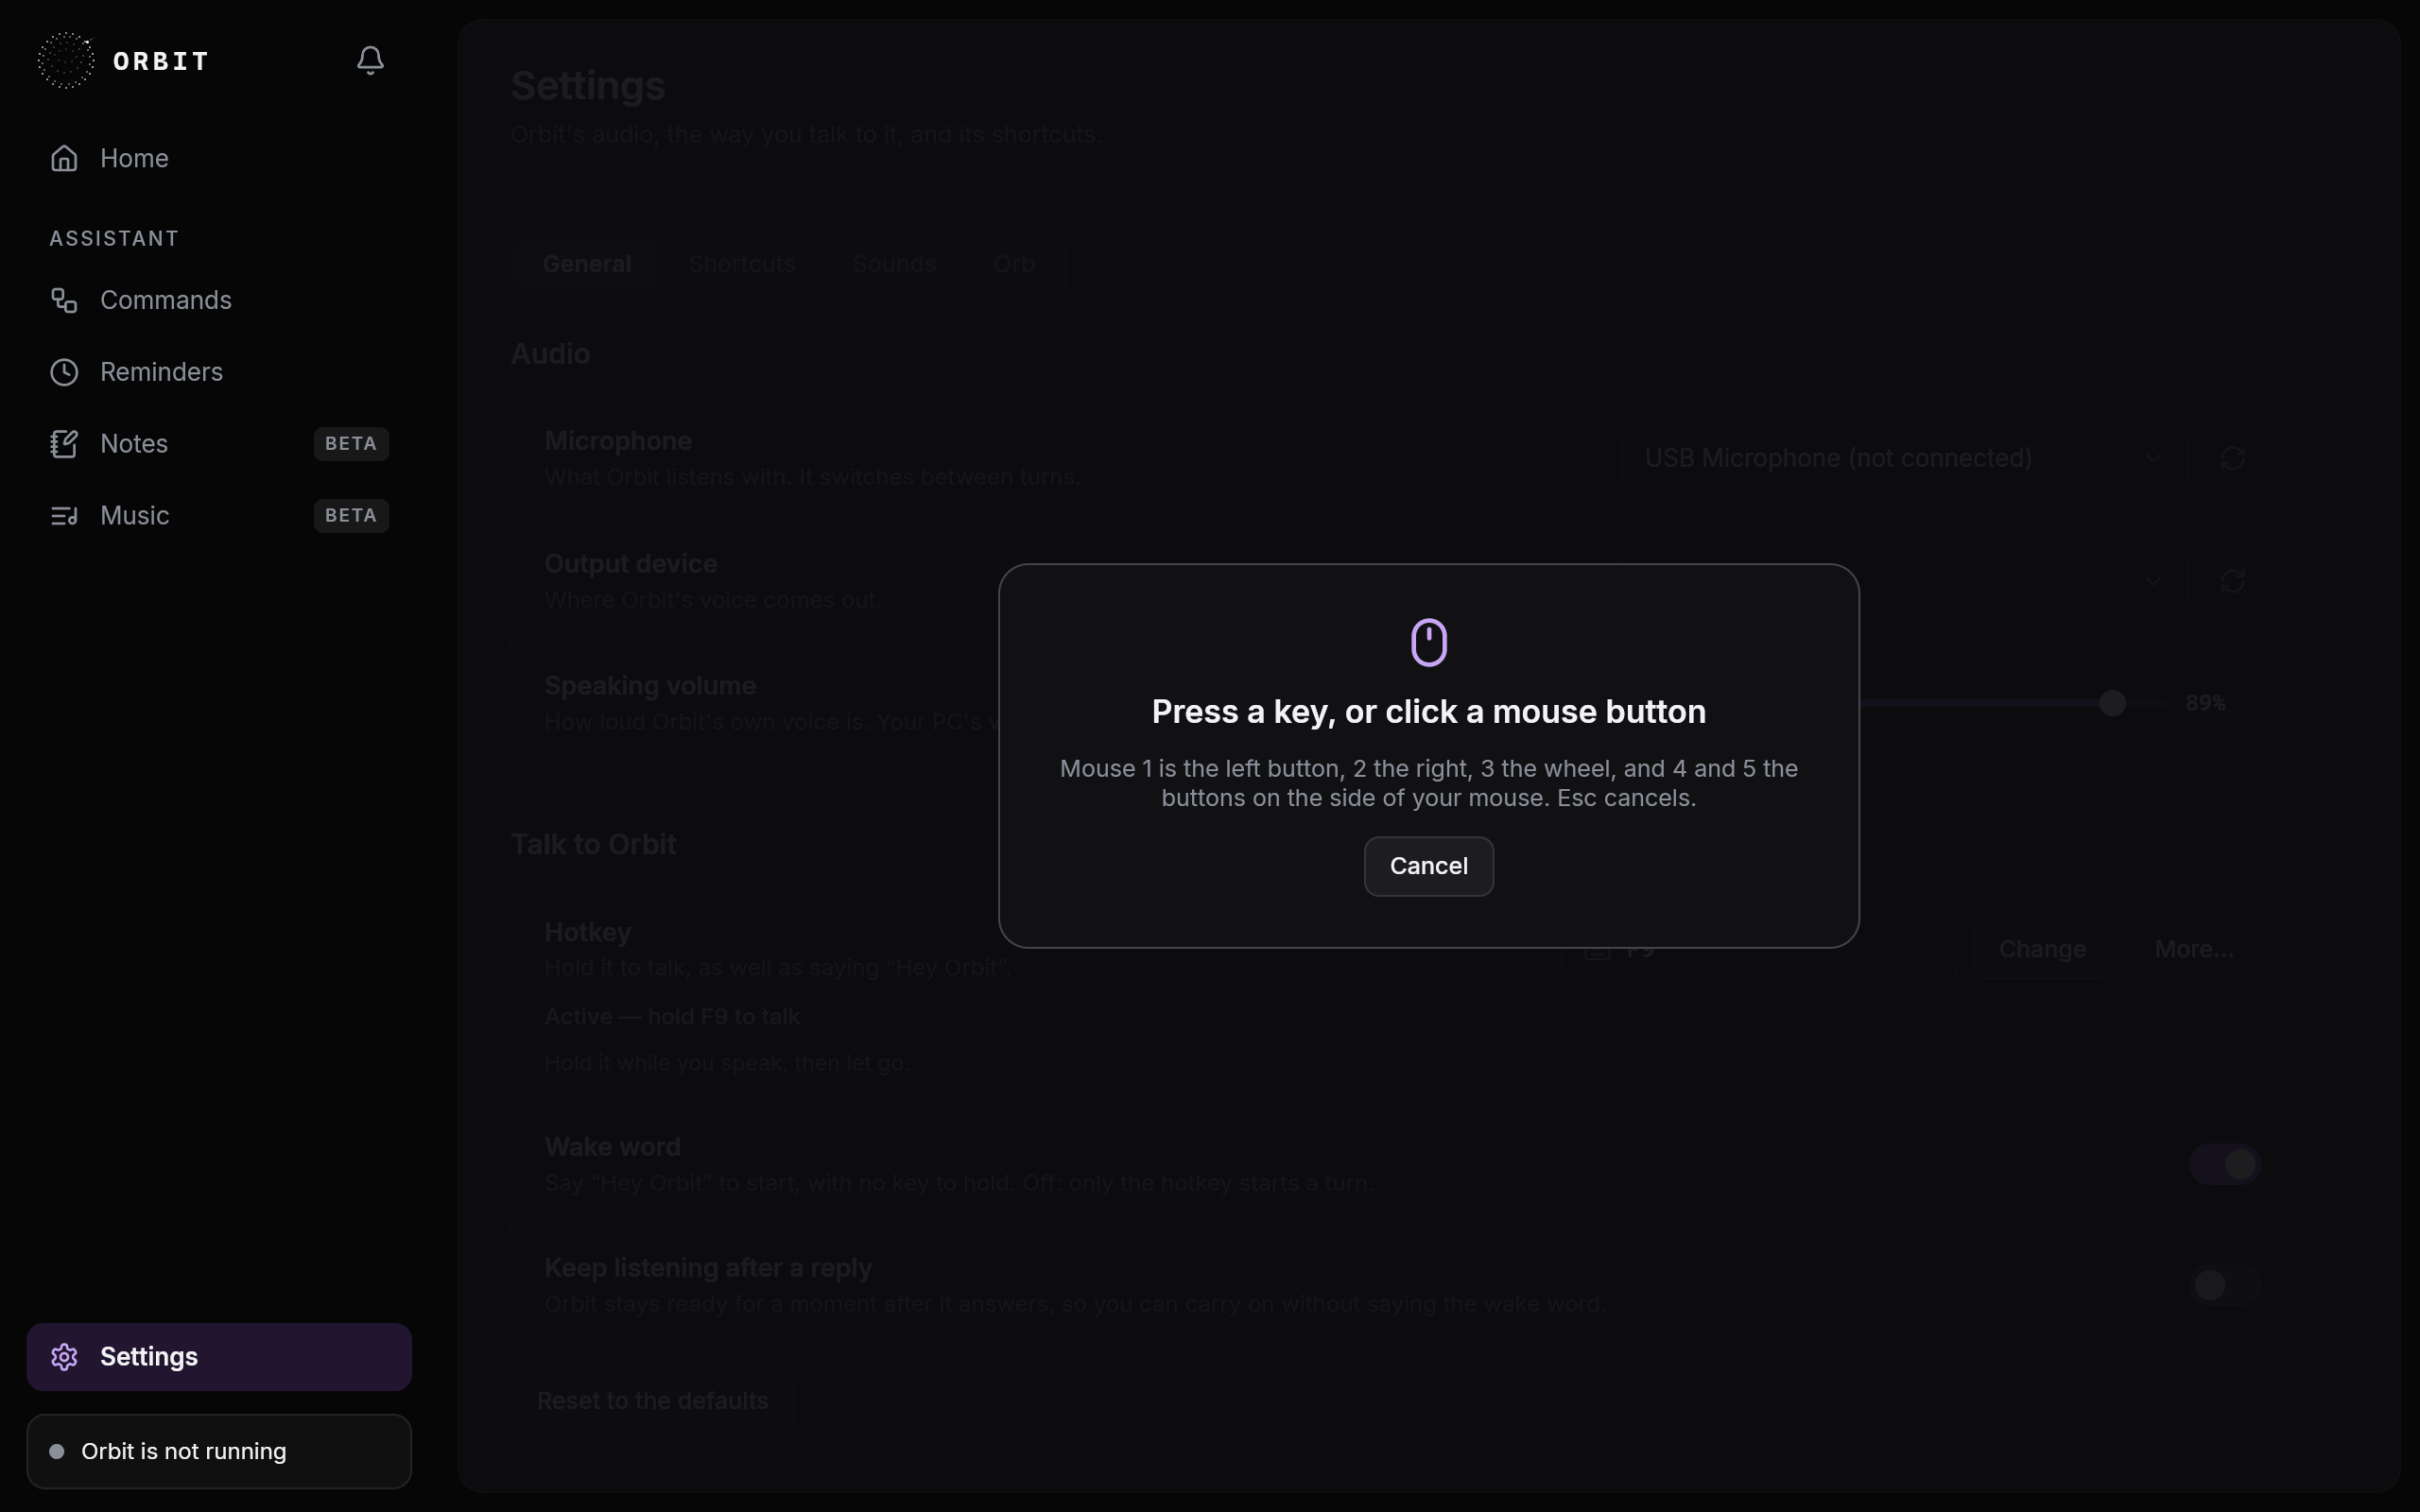 ORBIT
Home
ASSISTANT
Commands
Reminders
Notes BETA
Music BETA
Settings
Orbit is not running
Settings
Orbit's audio, the way you talk to it, and its shortcuts.
General Shortcuts Sounds Orb
Audio
Microphone
What Orbit listens with. It switches between turns.
USB Microphone (not connected)
Output device
Where Orbit's voice comes out.
Speaking volume
How loud Orbit's own voice is. Your PC's
89%
Press a key, or click a mouse button
Mouse 1 is the left button, 2 the right, 3 the wheel, and 4 and 5 the
buttons on the side of your mouse. Esc cancels.
Cancel
Talk to Orbit
Hotkey
Hold it to talk, as well as saying “Hey Orbit”.
F9 Change More...
Active — hold F9 to talk
Hold it while you speak, then let go.
Wake word
Say “Hey Orbit” to start, with no key to hold. Off: only the hotkey starts a turn.
Keep listening after a reply
Orbit stays ready for a moment after it answers, so you can carry on without saying the wake word.
Reset to the defaults